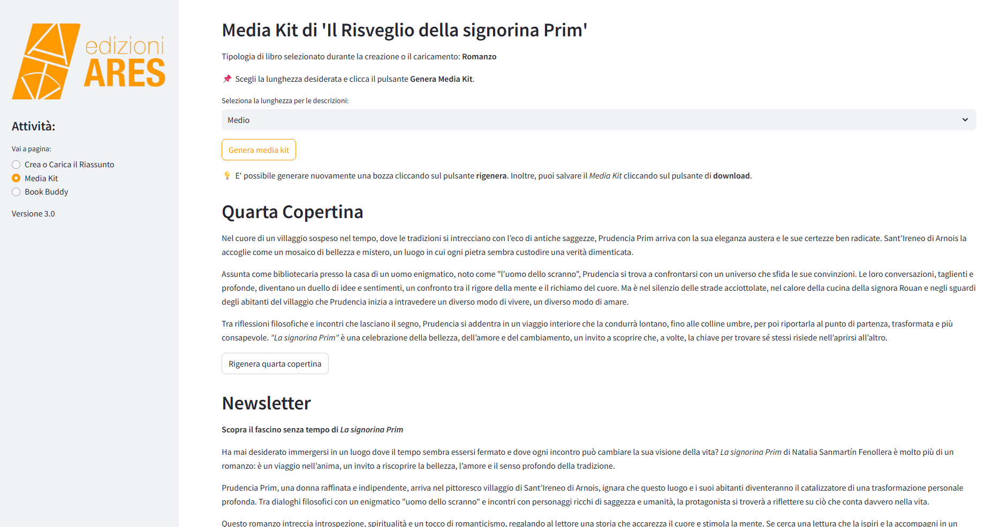 edizioni
ARES
Attività:
Vai a pagina:
Crea o Carica il Riassunto
Media Kit
Book Buddy
Versione 3.0
Media Kit di 'Il Risveglio della signorina Prim'
Tipologia di libro selezionato durante la creazione o il caricamento: Romanzo
Scegli la lunghezza desiderata e clicca il pulsante Genera Media Kit.
Seleziona la lunghezza per le descrizioni:
Medio
Genera media kit
E' possibile generare nuovamente una bozza cliccando sul pulsante rigenera. Inoltre, puoi salvare il Media Kit cliccando sul pulsante di download.
Quarta Copertina
Nel cuore di un villaggio sospeso nel tempo, dove le tradizioni si intrecciano con l’eco di antiche saggezze, Prudencia Prim arriva con la sua eleganza austera e le sue certezze ben radicate. Sant’Ireneo di Arnois la
accoglie come un mosaico di bellezza e mistero, un luogo in cui ogni pietra sembra custodire una verità dimenticata.
Assunta come bibliotecaria presso la casa di un uomo enigmatico, noto come "l’uomo dello scranno", Prudencia si trova a confrontarsi con un universo che sfida le sue convinzioni. Le loro conversazioni, taglienti e
profonde, diventano un duello di idee e sentimenti, un confronto tra il rigore della mente e il richiamo del cuore. Ma è nel silenzio delle strade acciottolate, nel calore della cucina della signora Rouan e negli sguardi
degli abitanti del villaggio che Prudencia inizia a intravedere un diverso modo di vivere, un diverso modo di amare.
Tra riflessioni filosofiche e incontri che lasciano il segno, Prudencia si addentra in un viaggio interiore che la condurrà lontano, fino alle colline umbre, per poi riportarla al punto di partenza, trasformata e più
consapevole. "La signorina Prim" è una celebrazione della bellezza, dell’amore e del cambiamento, un invito a scoprire che, a volte, la chiave per trovare sé stessi risiede nell’aprirsi all’altro.
Rigenera quarta copertina
Newsletter
Scopra il fascino senza tempo di La signorina Prim
Ha mai desiderato immergersi in un luogo dove il tempo sembra essersi fermato e dove ogni incontro può cambiare la sua visione della vita? La signorina Prim di Natalia Sanmartín Fenollera è molto più di un
romanzo: è un viaggio nell’anima, un invito a riscoprire la bellezza, l’amore e il senso profondo della tradizione.
Prudencia Prim, una donna raffinata e indipendente, arriva nel pittoresco villaggio di Sant’Ireneo di Arnois, ignara che questo luogo e i suoi abitanti diventeranno il catalizzatore di una trasformazione personale
profonda. Tra dialoghi filosofici con un enigmatico "uomo dello scranno" e incontri con personaggi ricchi di saggezza e umanità, la protagonista si troverà a riflettere su ciò che conta davvero nella vita.
Questo romanzo intreccia introspezione, spiritualità e un tocco di romanticismo, regalando al lettore una storia che accarezza il cuore e stimola la mente. Se cerca una lettura che la ispiri e la accompagni in un